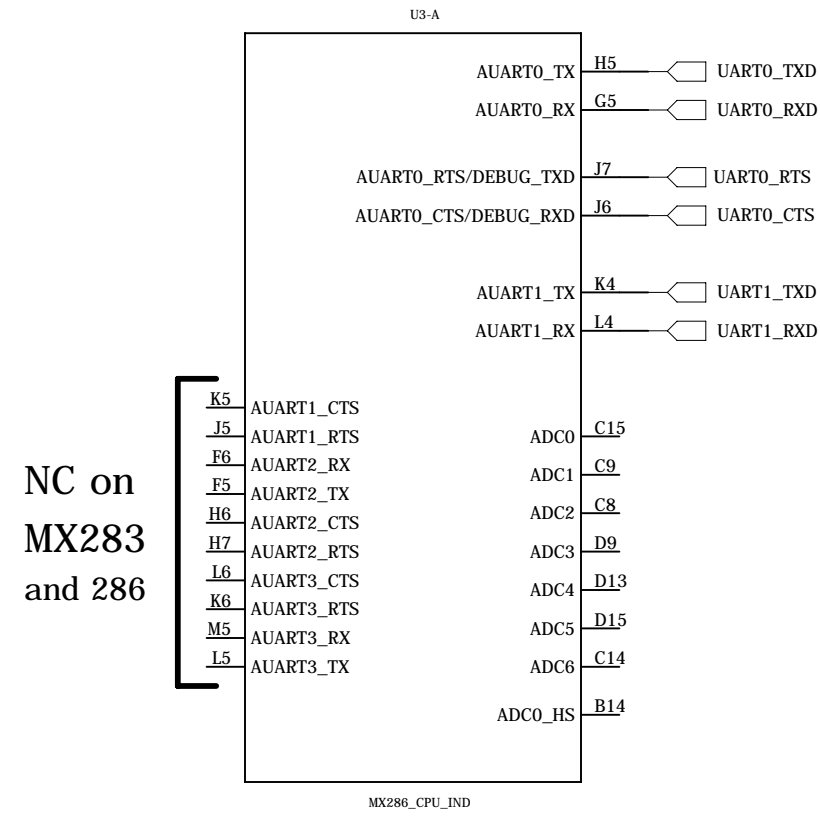 U3-A
AUART0_TX H5 UART0_TXD
AUART0_RX G5 UART0_RXD
AUART0_RTS/DEBUG_TXD J7 UART0_RTS
AUART0_CTS/DEBUG_RXD J6 UART0_CTS
AUART1_TX K4 UART1_TXD
AUART1_RX L4 UART1_RXD
NC on
MX283
and 286
K5 AUART1_CTS
J5 AUART1_RTS
F6 AUART2_RX
F5 AUART2_TX
H6 AUART2_CTS
H7 AUART2_RTS
L6 AUART3_CTS
K6 AUART3_RTS
M5 AUART3_RX
L5 AUART3_TX
ADC0 C15
ADC1 C9
ADC2 C8
ADC3 D9
ADC4 D13
ADC5 D15
ADC6 C14
ADC0_HS B14
MX286_CPU_IND